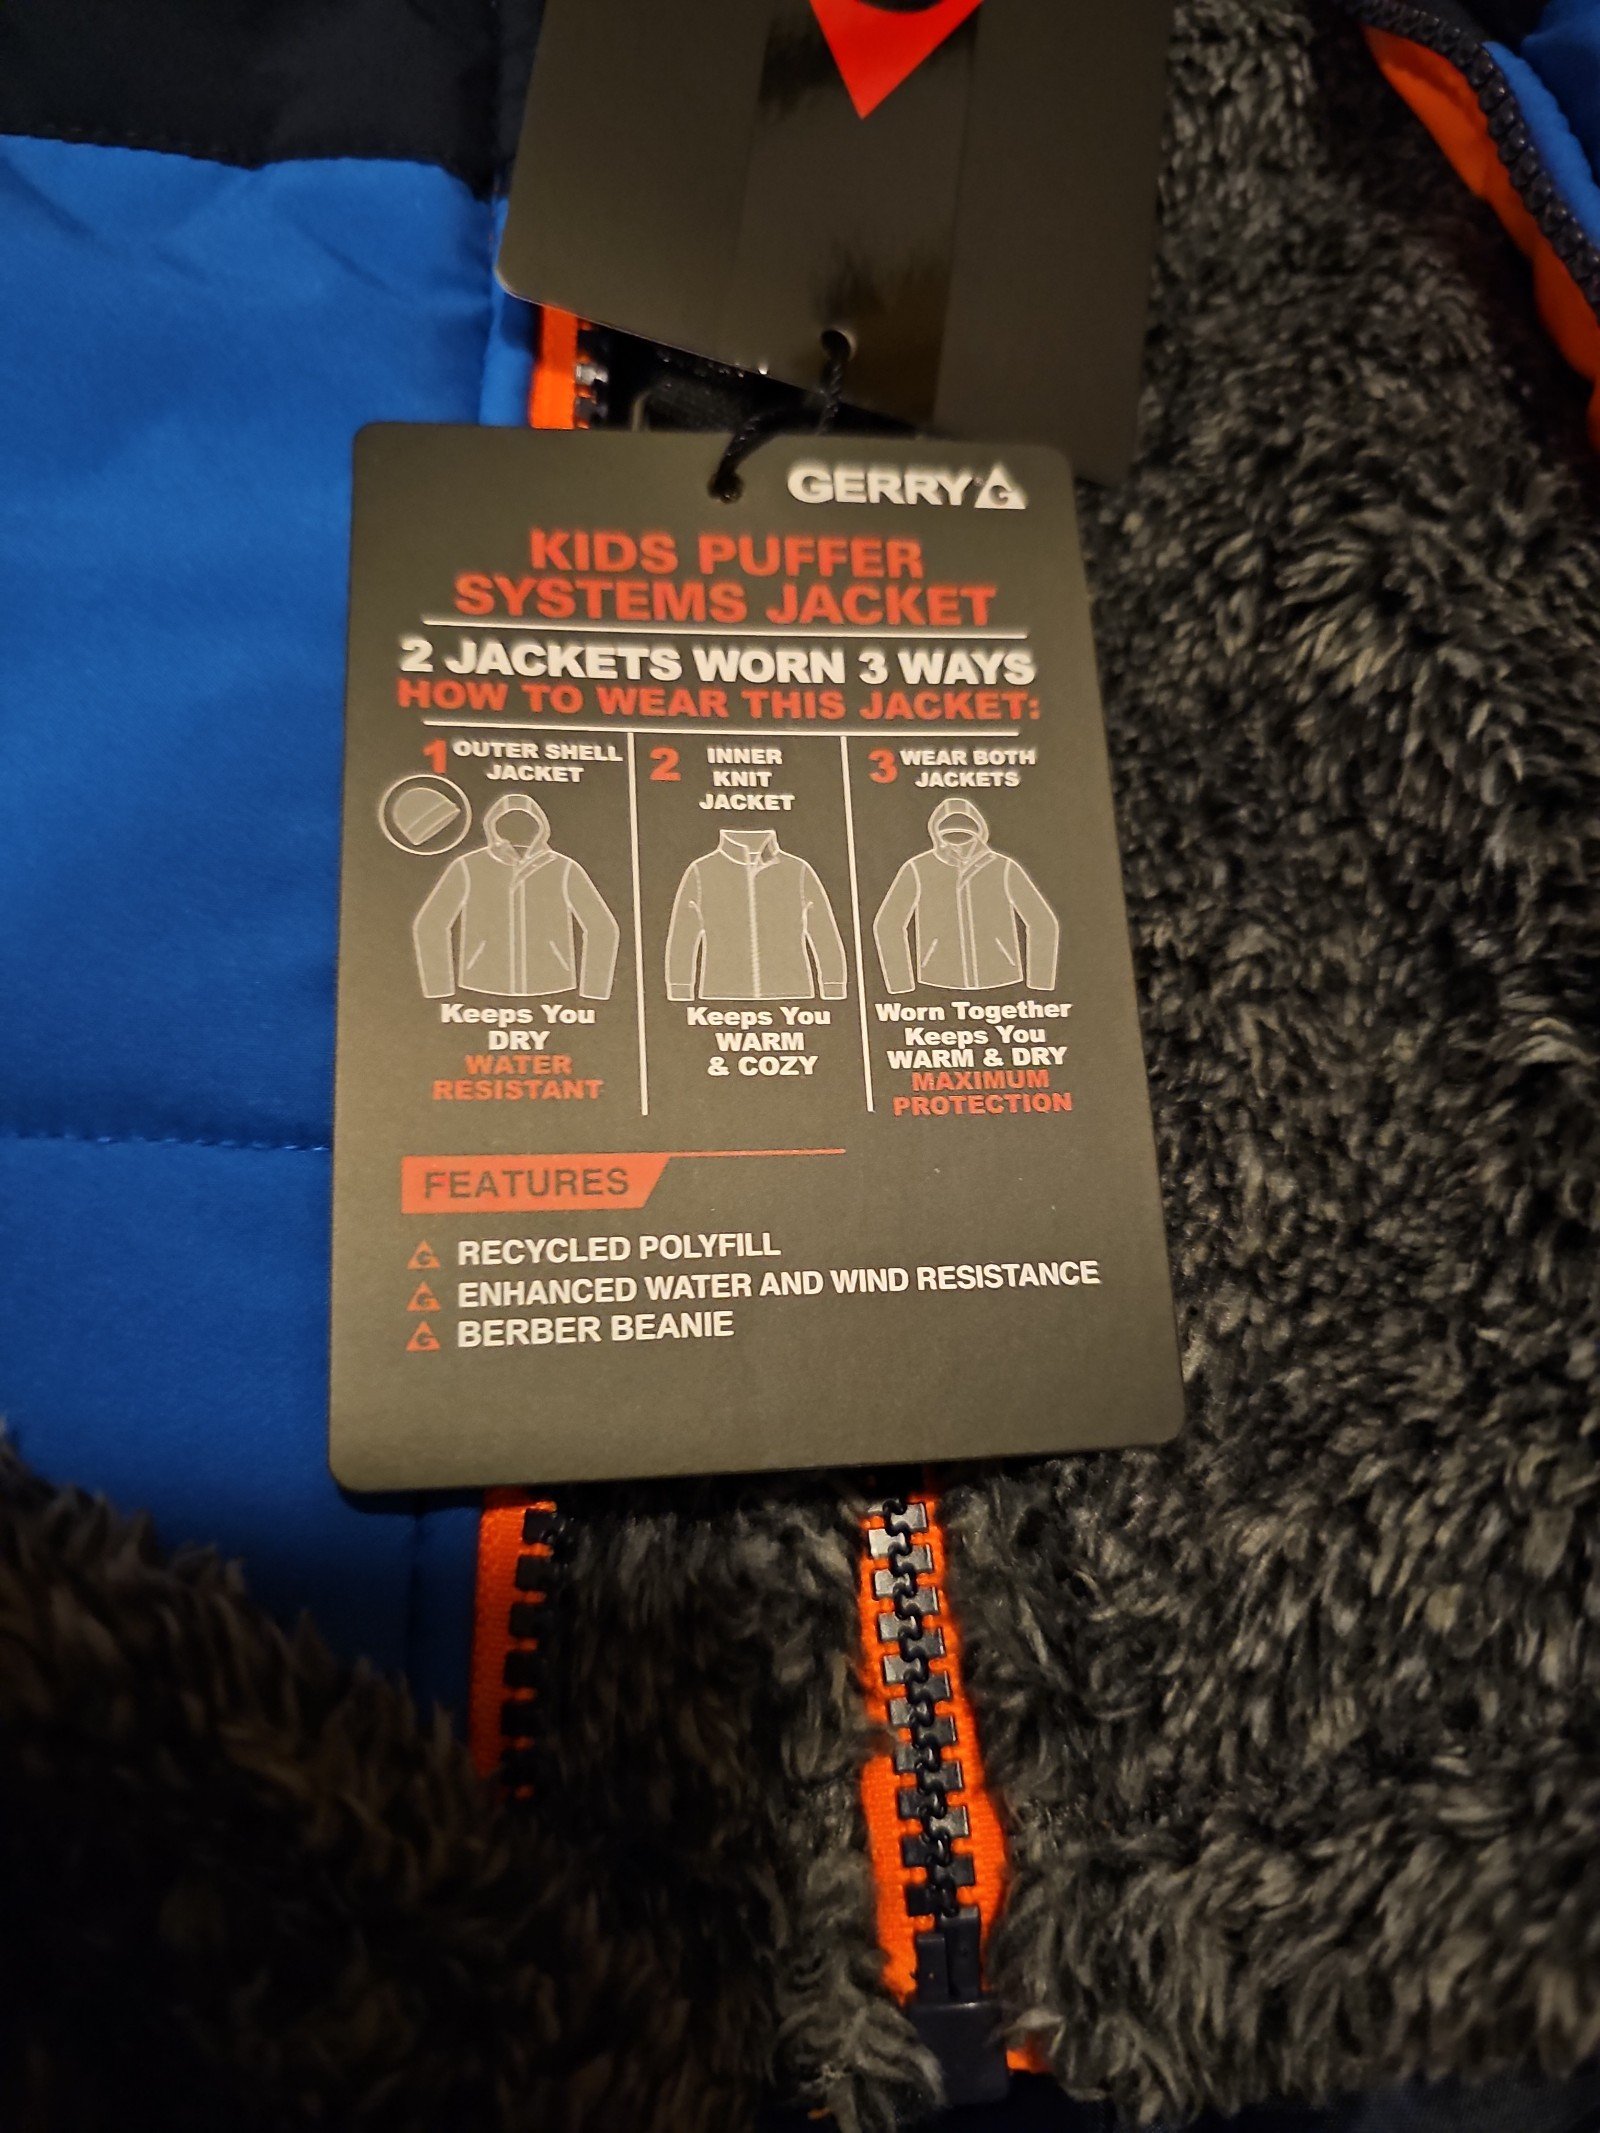 GERRY
KIDS PUFFER
SYSTEMS JACKET
2 JACKETS WORN 3 WAYS
HOW TO WEAR THIS JACKET:
1 OUTER SHELL
JACKET
Keeps You
DRY
WATER
RESISTANT
2 INNER
KNIT
JACKET
Keeps You
WARM
& COZY
3 WEAR BOTH
JACKETS
Worn Together
Keeps You
WARM & DRY
MAXIMUM
PROTECTION
FEATURES
RECYCLED POLYFILL
ENHANCED WATER AND WIND RESISTANCE
BERBER BEANIE